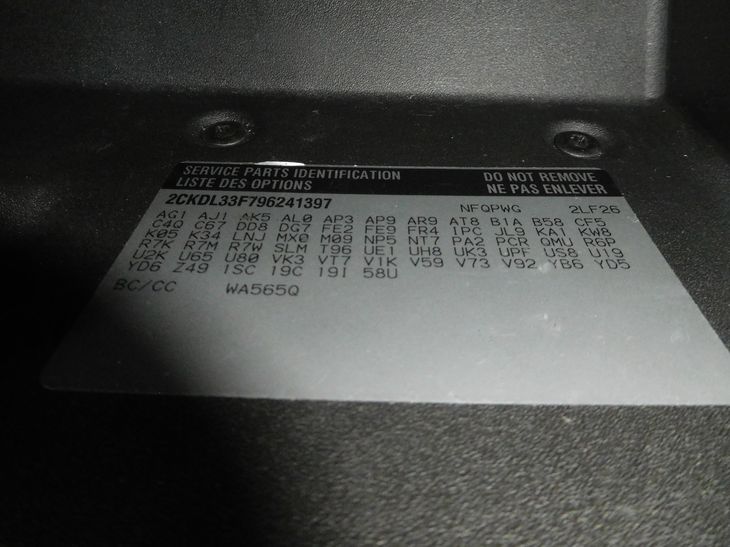 SERVICE PARTS IDENTIFICATION DO NOT REMOVE
LISTE DES OPTIONS NE PAS ENLEVER
2CKDL33F796241397 NFQPWG 2LF26
AG1 AJ1 AK5 AL0 AP3 AP9 AR9 AT8 B1A B58 CF5
C4Q C67 DD8 DG7 FE2 FE9 FR4 IPC JL9 KA1 KW8
K05 K34 LNJ MX0 M09 NP5 NT7 PA2 PCR QMU R6P
R7K R7M R7W SLM T96 UE1 UH8 UK3 UPF US8 U19
U2K U65 U80 VK3 VT7 V1K V59 V73 V92 YB6 YD5
YD6 Z49 1SC 19C 19I 58U
BC/CC WA565Q